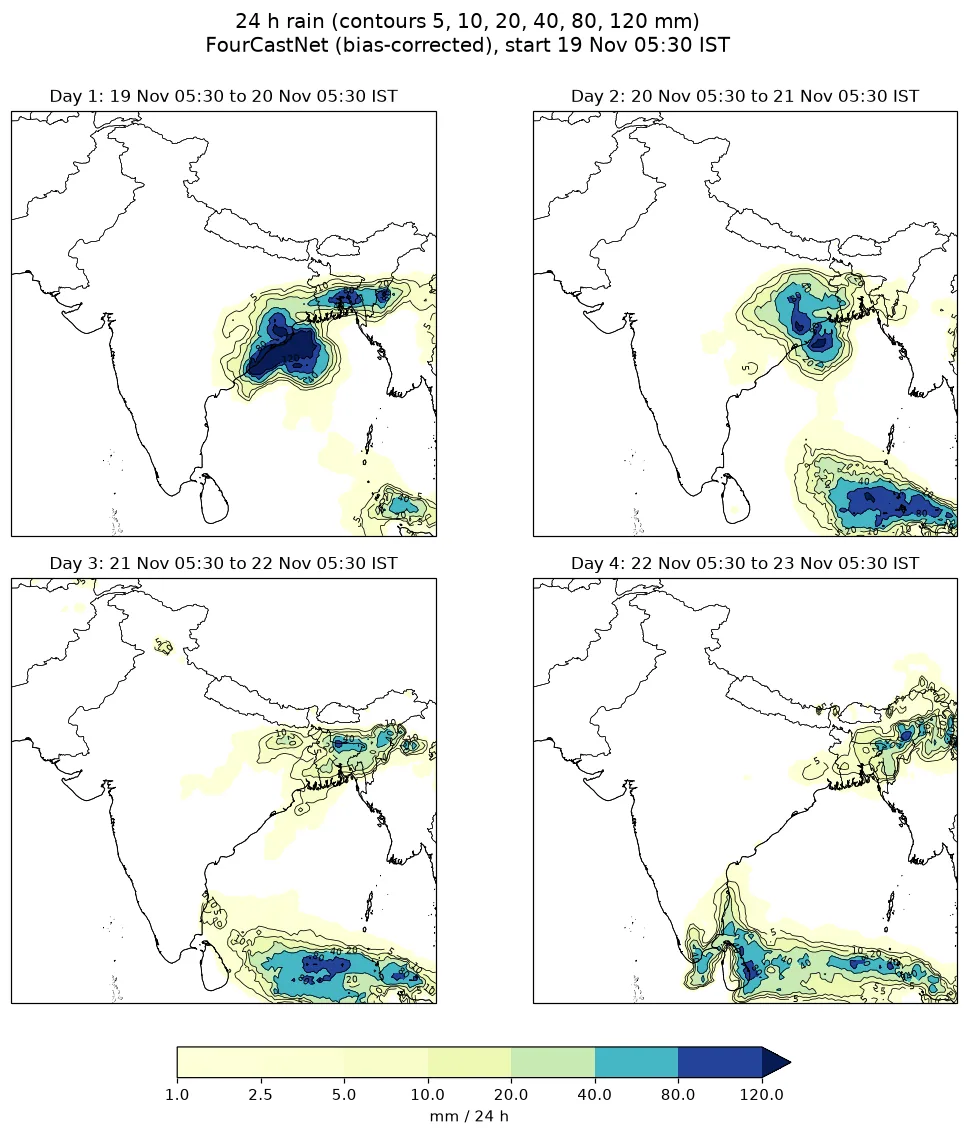 24 h rain (contours 5, 10, 20, 40, 80, 120 mm)
FourCastNet (bias-corrected), start 19 Nov 05:30 IST
Day 1: 19 Nov 05:30 to 20 Nov 05:30 IST
Day 2: 20 Nov 05:30 to 21 Nov 05:30 IST
Day 3: 21 Nov 05:30 to 22 Nov 05:30 IST
Day 4: 22 Nov 05:30 to 23 Nov 05:30 IST
1.0 2.5 5.0 10.0 20.0 40.0 80.0 120.0
mm / 24 h